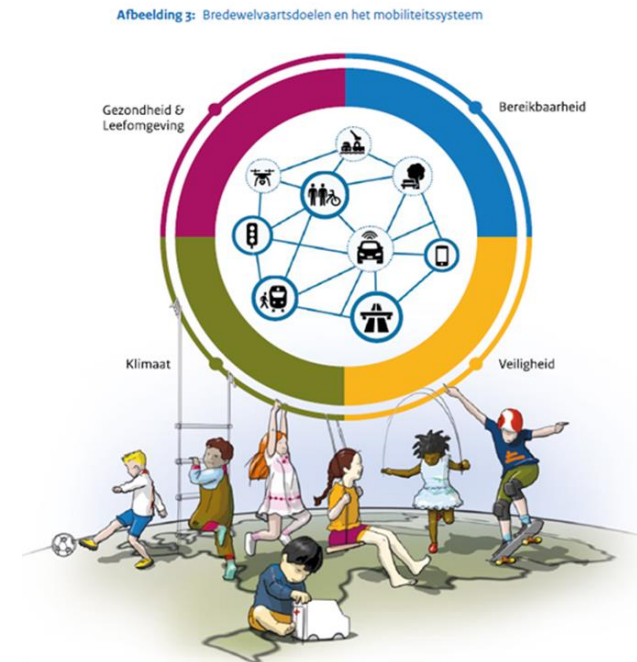 Afbeelding 3: Bredewelvaartsdoelen en het mobiliteitssysteem
Gezondheid &
Leefomgeving
Bereikbaarheid
Klimaat
Veiligheid